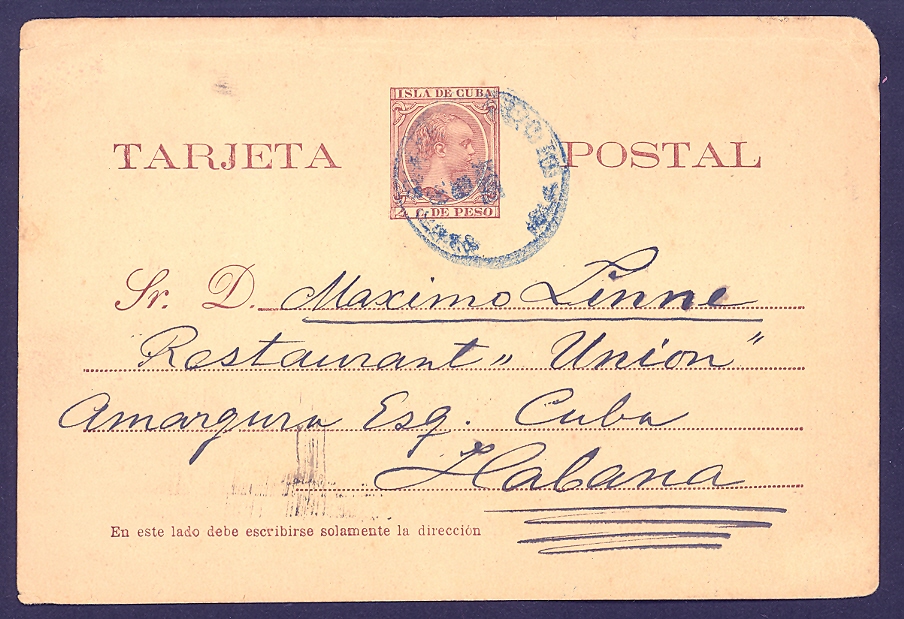 ISLA DE CUBA
TARJETA POSTAL
DE PESO
Sr. D. Maximo Linne
Restaurant „ Union "
Amargura Esq. Cuba
Habana
En este lado debe escribirse solamente la dirección